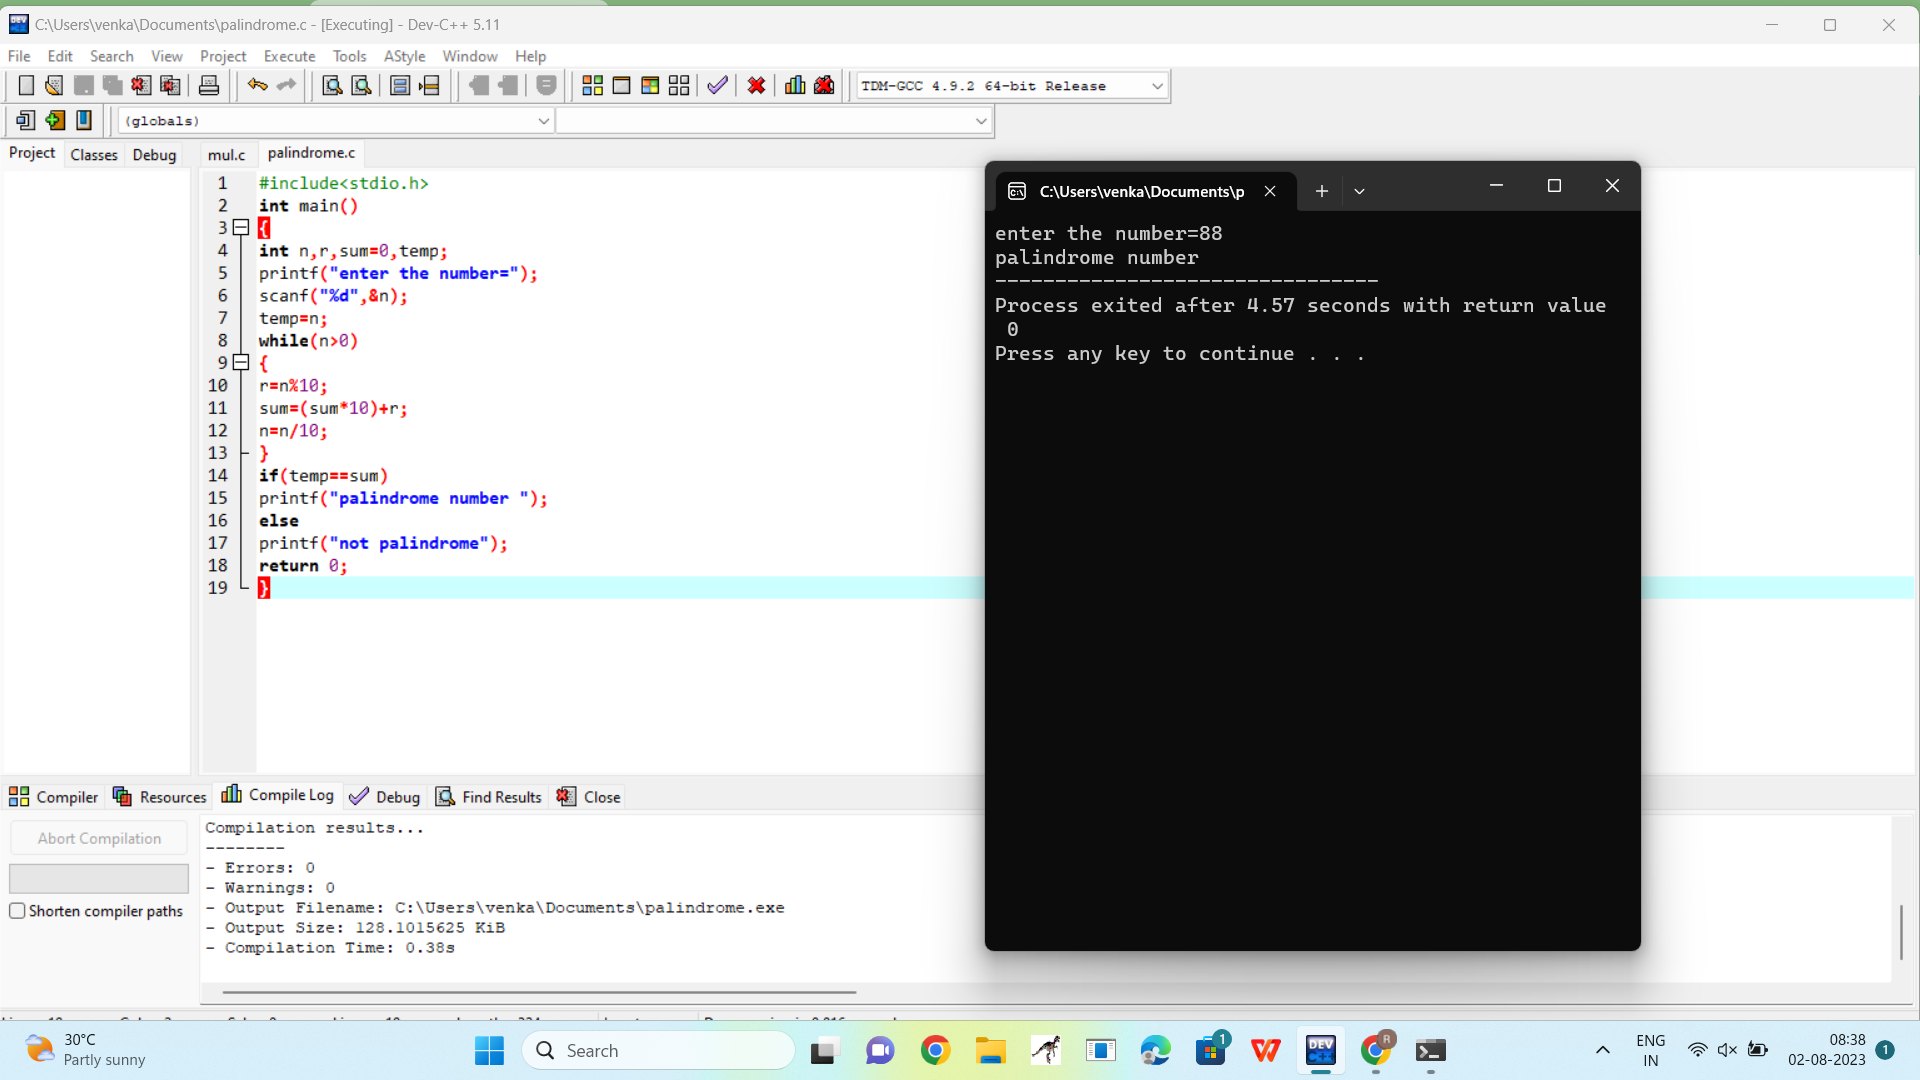 C:\Users\venka\Documents\palindrome.c - [Executing] - Dev-C++ 5.11
File Edit Search View Project Execute Tools AStyle Window Help
TDM-GCC 4.9.2 64-bit Release
(globals)
Project Classes Debug
mul.c palindrome.c
1 #include<stdio.h>
2 int main()
3 {
4 int n,r,sum=0,temp;
5 printf("enter the number=");
6 scanf("%d",&n);
7 temp=n;
8 while(n>0)
9 {
10 r=n%10;
11 sum=(sum*10)+r;
12 n=n/10;
13 }
14 if(temp==sum)
15 printf("palindrome number ");
16 else
17 printf("not palindrome");
18 return 0;
19 }
C:\Users\venka\Documents\p
enter the number=88
palindrome number
--------------------------------
Process exited after 4.57 seconds with return value
0
Press any key to continue . . .
Compiler Resources Compile Log Debug Find Results Close
Abort Compilation
Shorten compiler paths
Compilation results...
--------
- Errors: 0
- Warnings: 0
- Output Filename: C:\Users\venka\Documents\palindrome.exe
- Output Size: 128.1015625 KiB
- Compilation Time: 0.38s
30°C
Partly sunny
Search
1
DEV
R
ENG
IN
08:38
02-08-2023
1